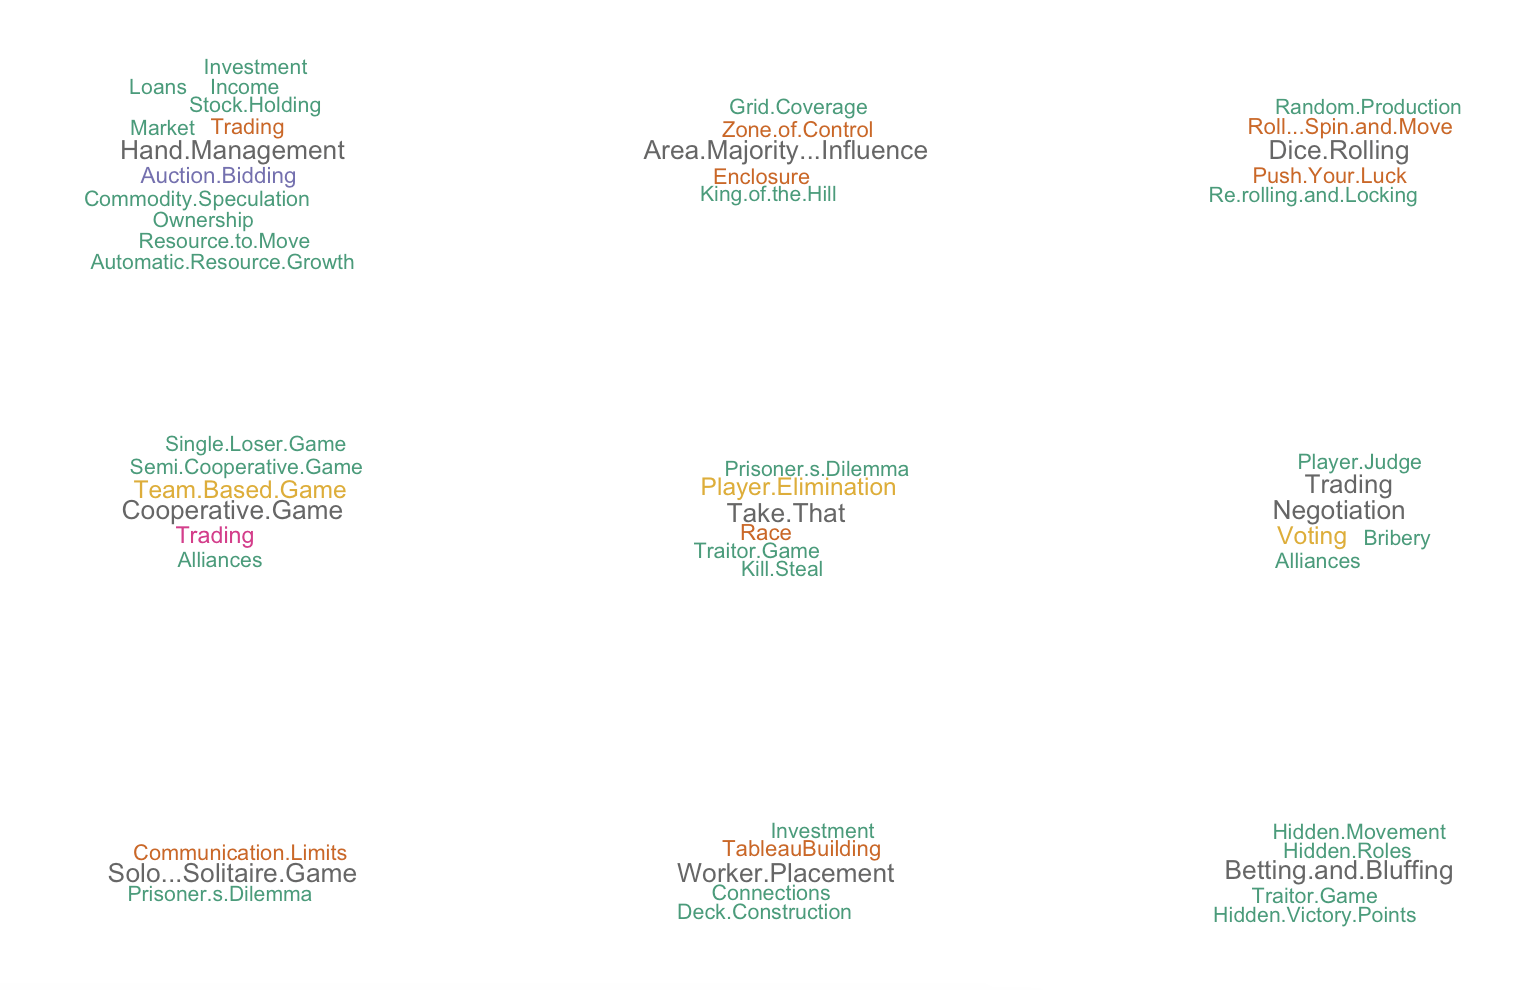 Investment
Loans Income
Stock.Holding
Market Trading
Hand.Management
Auction.Bidding
Commodity.Speculation
Ownership
Resource.to.Move
Automatic.Resource.Growth
Grid.Coverage
Zone.of.Control
Area.Majority...Influence
Enclosure
King.of.the.Hill
Random.Production
Roll...Spin.and.Move
Dice.Rolling
Push.Your.Luck
Re.rolling.and.Locking
Single.Loser.Game
Semi.Cooperative.Game
Team.Based.Game
Cooperative.Game
Trading
Alliances
Prisoner.s.Dilemma
Player.Elimination
Take.That
Race
Traitor.Game
Kill.Steal
Player.Judge
Trading
Negotiation
Voting Bribery
Alliances
Communication.Limits
Solo...Solitaire.Game
Prisoner.s.Dilemma
Investment
TableauBuilding
Worker.Placement
Connections
Deck.Construction
Hidden.Movement
Hidden.Roles
Betting.and.Bluffing
Traitor.Game
Hidden.Victory.Points